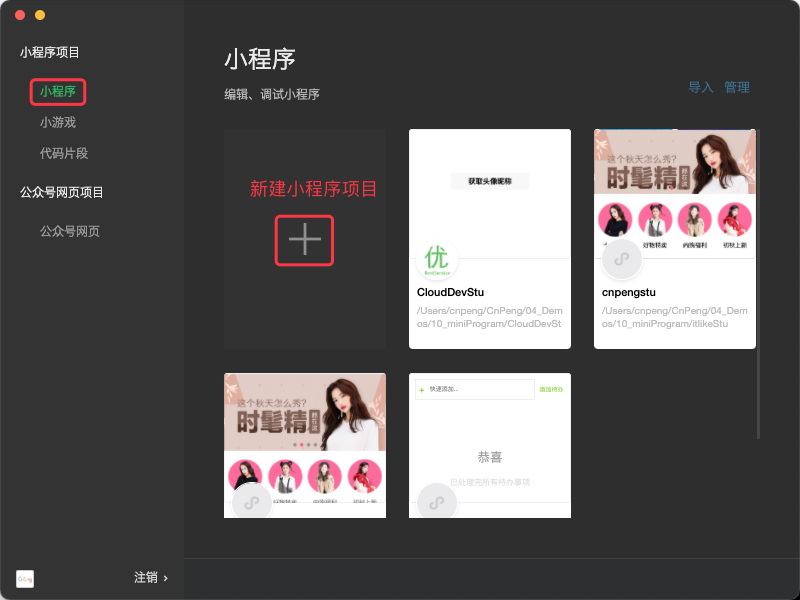 小程序项目
小程序
小游戏
代码片段
公众号网页项目
公众号网页
注销 ›
小程序
编辑、调试小程序
导入 管理
新建小程序项目
获取头像昵称
优
CloudDevStu
/Users/cnpeng/CnPeng/04_Dem
os/10_miniProgram/CloudDevSt
这个秋天怎么秀?
时髦精
好物精卖 内购福利 初秋上新
cnpengstu
/Users/cnpeng/CnPeng/04_Dem
os/10_miniProgram/itlikeStu
这个秋天怎么秀?
时髦精
+ 快速添加...
追加待办
恭喜
已处理完所有待办事项